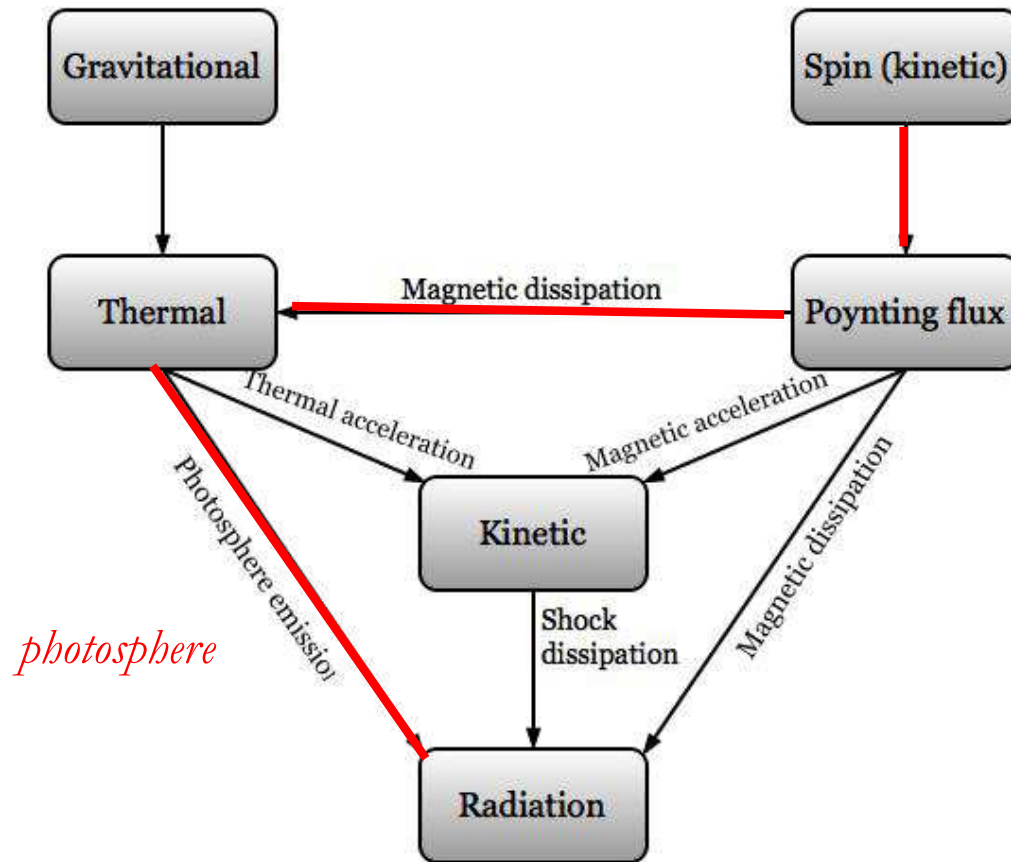 Gravitational
Spin (kinetic)
Magnetic dissipation
Thermal
Poynting flux
Thermal acceleration
Magnetic acceleration
Photosphere emission
Kinetic
Magnetic dissipation
Shock
dissipation
photosphere
Radiation